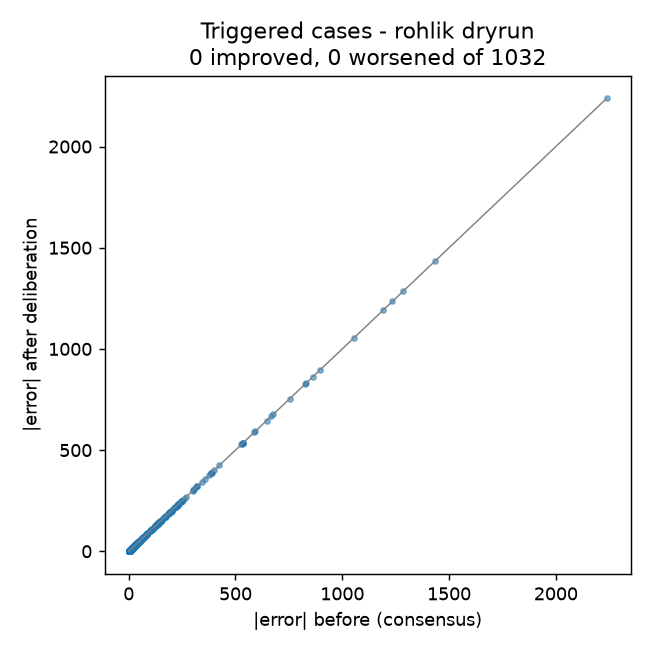 Triggered cases - rohlik dryrun
0 improved, 0 worsened of 1032
|error| after deliberation
2000
1500
1000
500
0
0 500 1000 1500 2000
|error| before (consensus)